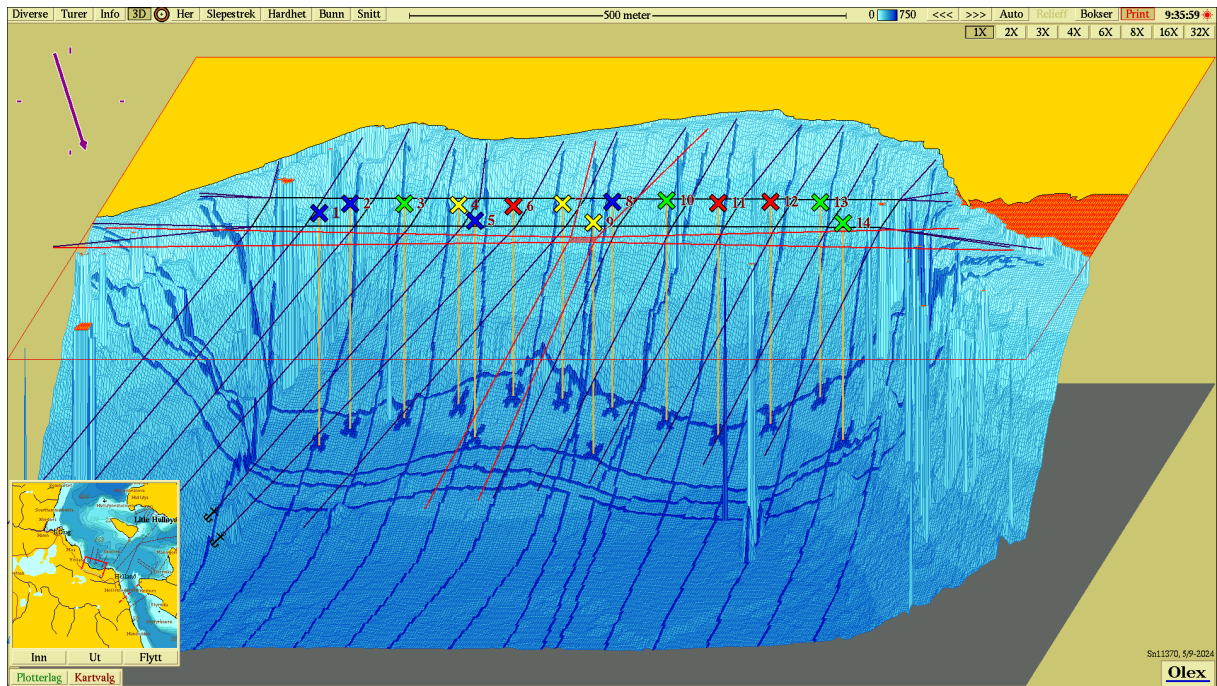 Diverse Turer Info 3D Her Slepestrek Hardhet Bunn Snitt 500 meter 0 750 <<< >>> Auto Relieff Bokser Print 9:35:59
1X 2X 3X 4X 6X 8X 16X 32X
1 2 3 4 5 6 7 8 9 10 11 12 13 14
Inn Ut Flytt
Plotterlag Kartvalg
Sn11370, 5/9-2024
Olex